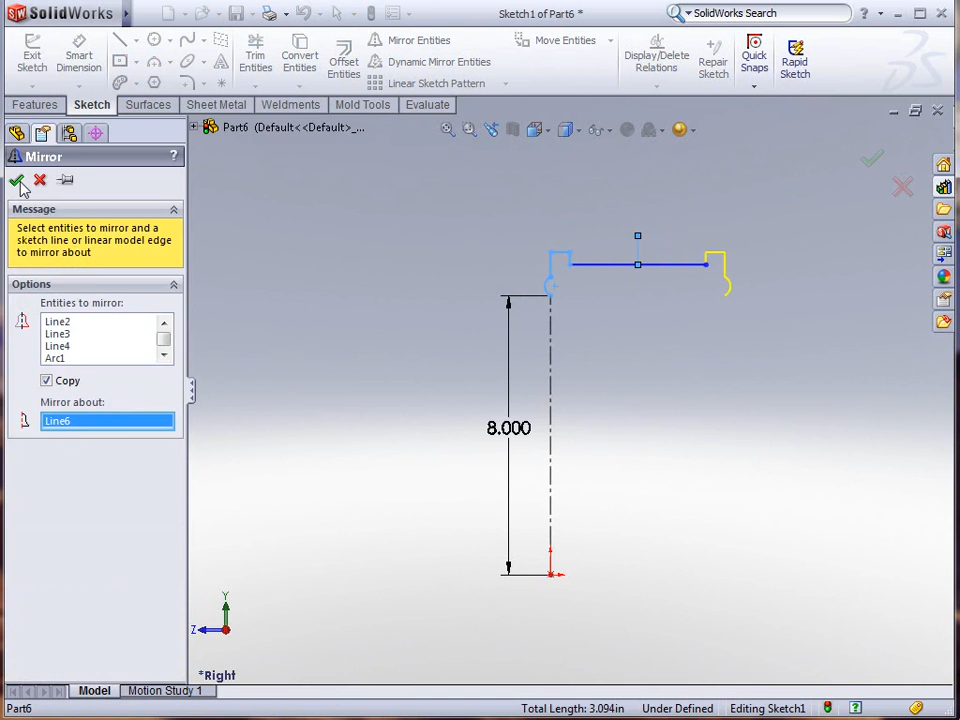 SolidWorks
Sketch1 of Part6 *
SolidWorks Search
Exit Sketch
Smart Dimension
Trim Entities
Convert Entities
Offset Entities
Mirror Entities
Dynamic Mirror Entities
Linear Sketch Pattern
Move Entities
Display/Delete Relations
Repair Sketch
Quick Snaps
Rapid Sketch
Features
Sketch
Surfaces
Sheet Metal
Weldments
Mold Tools
Evaluate
Part6 (Default<<Default>_...
Mirror
?
Message
Select entities to mirror and a
sketch line or linear model edge
to mirror about
Options
Entities to mirror:
Line2
Line3
Line4
Arc1
Copy
Mirror about:
Line6
8.000
Y
Z
*Right
Model
Motion Study 1
Part6
Total Length: 3.094in
Under Defined
Editing Sketch1
?